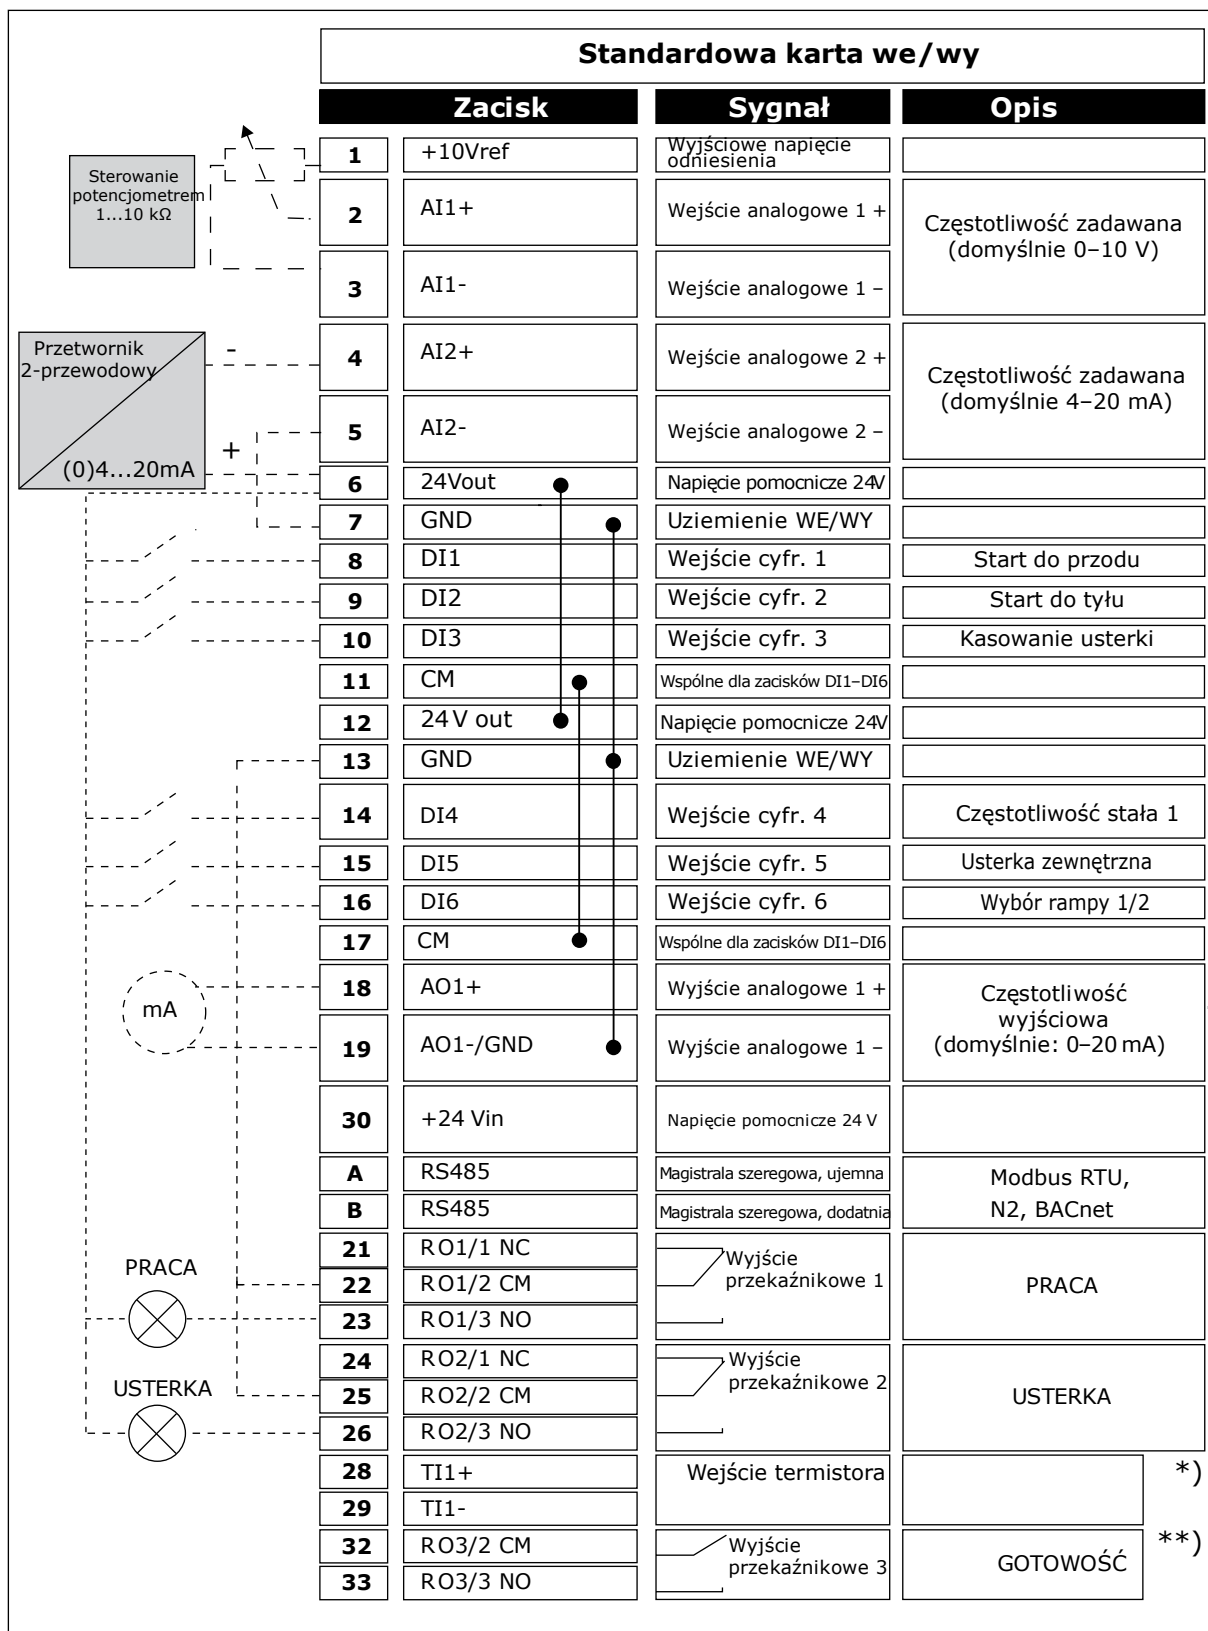 Standardowa karta we/wy
Zacisk Sygnał Opis
Sterowanie
potencjometrem
1...10 kΩ
1 +10Vref Wyjściowe napięcie
odniesienia
2 AI1+ Wejście analogowe 1 +
Częstotliwość zadawana
(domyślnie 0–10 V)
3 AI1- Wejście analogowe 1 –
Przetwornik
2-przewodowy
(0)4...20mA
-
+
4 AI2+ Wejście analogowe 2 +
Częstotliwość zadawana
(domyślnie 4–20 mA)
5 AI2- Wejście analogowe 2 –
6 24Vout Napięcie pomocnicze 24V
7 GND Uziemienie WE/WY
8 DI1 Wejście cyfr. 1 Start do przodu
9 DI2 Wejście cyfr. 2 Start do tyłu
10 DI3 Wejście cyfr. 3 Kasowanie usterki
11 CM Wspólne dla zacisków DI1–DI6
12 24 V out Napięcie pomocnicze 24V
13 GND Uziemienie WE/WY
14 DI4 Wejście cyfr. 4 Częstotliwość stała 1
15 DI5 Wejście cyfr. 5 Usterka zewnętrzna
16 DI6 Wejście cyfr. 6 Wybór rampy 1/2
17 CM Wspólne dla zacisków DI1–DI6
mA
18 AO1+ Wyjście analogowe 1 +
Częstotliwość
wyjściowa
(domyślnie: 0–20 mA)
19 AO1-/GND Wyjście analogowe 1 –
30 +24 Vin Napięcie pomocnicze 24 V
A RS485 Magistrala szeregowa, ujemna
Modbus RTU,
N2, BACnet
B RS485 Magistrala szeregowa, dodatnia
PRACA
21 RO1/1 NC
Wyjście
przekaźnikowe 1
PRACA
22 RO1/2 CM
23 RO1/3 NO
USTERKA
24 RO2/1 NC
Wyjście
przekaźnikowe 2
USTERKA
25 RO2/2 CM
26 RO2/3 NO
28 TI1+ Wejście termistora *)
29 TI1-
32 RO3/2 CM
Wyjście
przekaźnikowe 3
GOTOWOŚĆ **)
33 RO3/3 NO